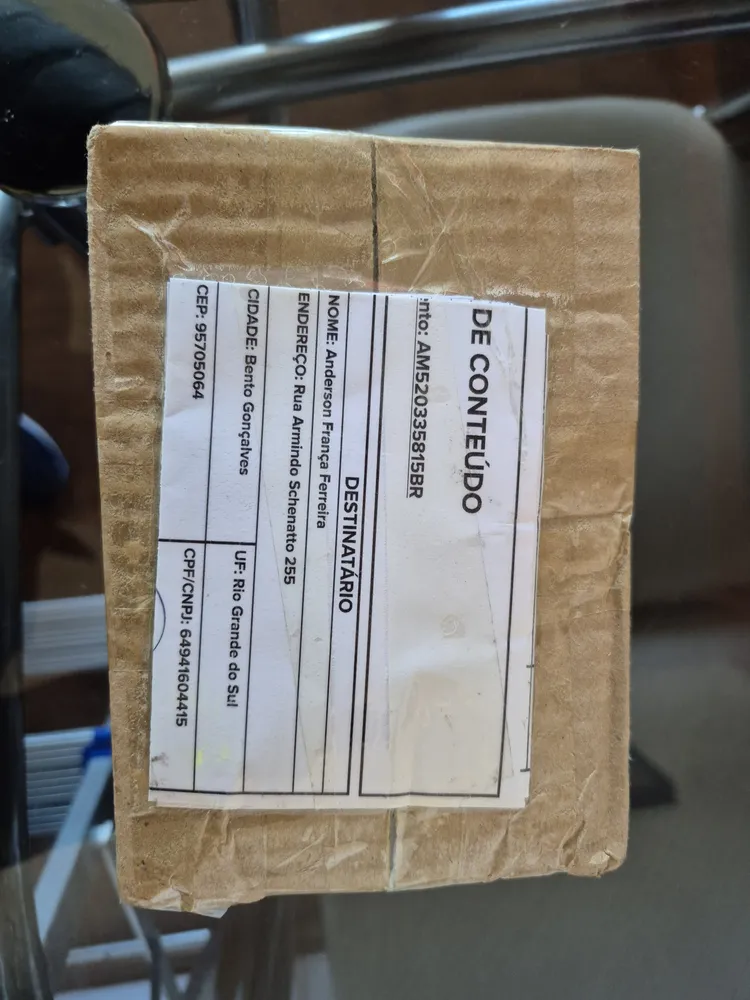 DE CONTEÚDO
nto: AM520335815BR
DESTINATÁRIO
NOME: Anderson França Ferreira
ENDEREÇO: Rua Armindo Schenatto 255
CIDADE: Bento Gonçalves
UF: Rio Grande do Sul
CEP: 95705064
CPF/CNPJ: 64941604415